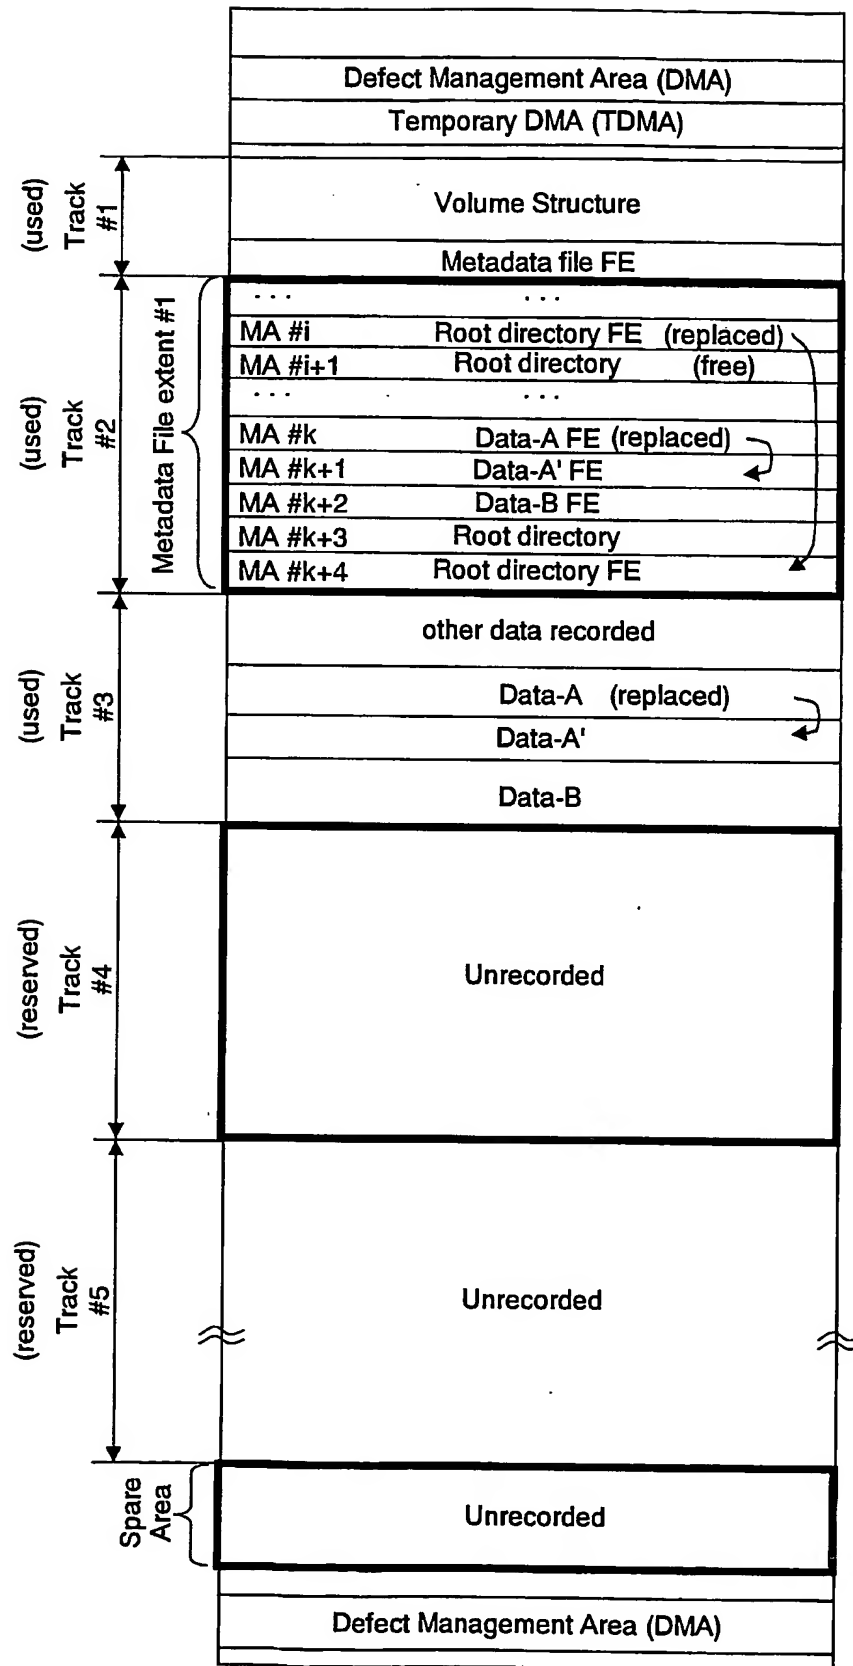 Defect Management Area (DMA)
Temporary DMA (TDMA)
(used)
Track
#1
Volume Structure
Metadata file FE
(used)
Track
#2
Metadata File extent #1
... ...
MA #i Root directory FE (replaced)
MA #i+1 Root directory (free)
... ...
MA #k Data-A FE (replaced)
MA #k+1 Data-A' FE
MA #k+2 Data-B FE
MA #k+3 Root directory
MA #k+4 Root directory FE
(used)
Track
#3
other data recorded
Data-A (replaced)
Data-A'
Data-B
(reserved)
Track
#4
Unrecorded
(reserved)
Track
#5
Unrecorded
Spare
Area
Unrecorded
Defect Management Area (DMA)